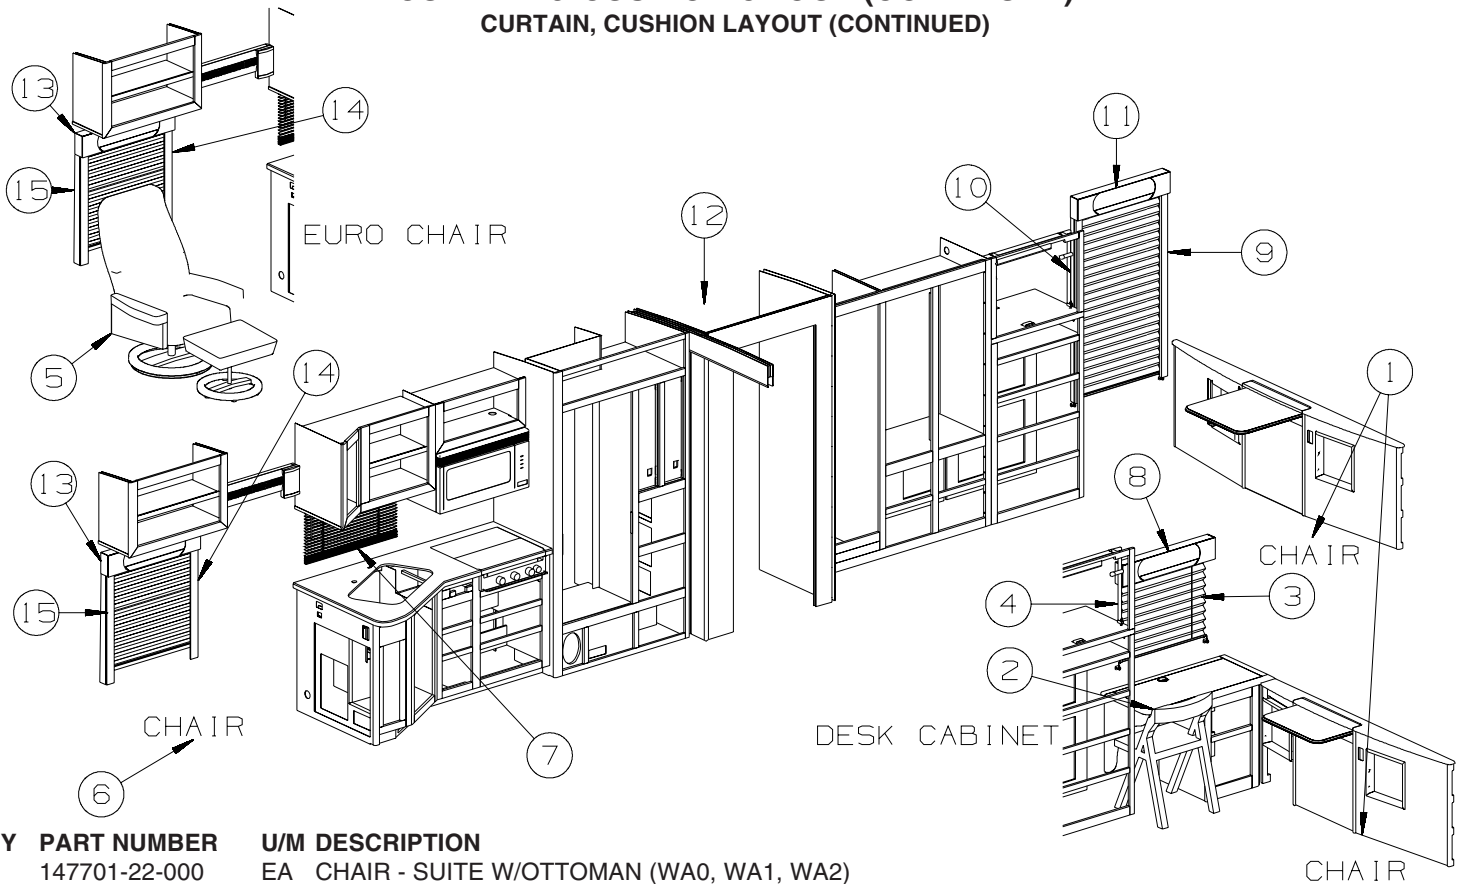 CURTAIN, CUSHION LAYOUT (CONTINUED)
13
14
15
EURO CHAIR
5
11
10
12
9
14
1
13
8
CHAIR
15
4
3
2
CHAIR
DESK CABINET
7
6
CHAIR
Y PART NUMBER U/M DESCRIPTION
147701-22-000 EA CHAIR - SUITE W/OTTOMAN (WA0, WA1, WA2)